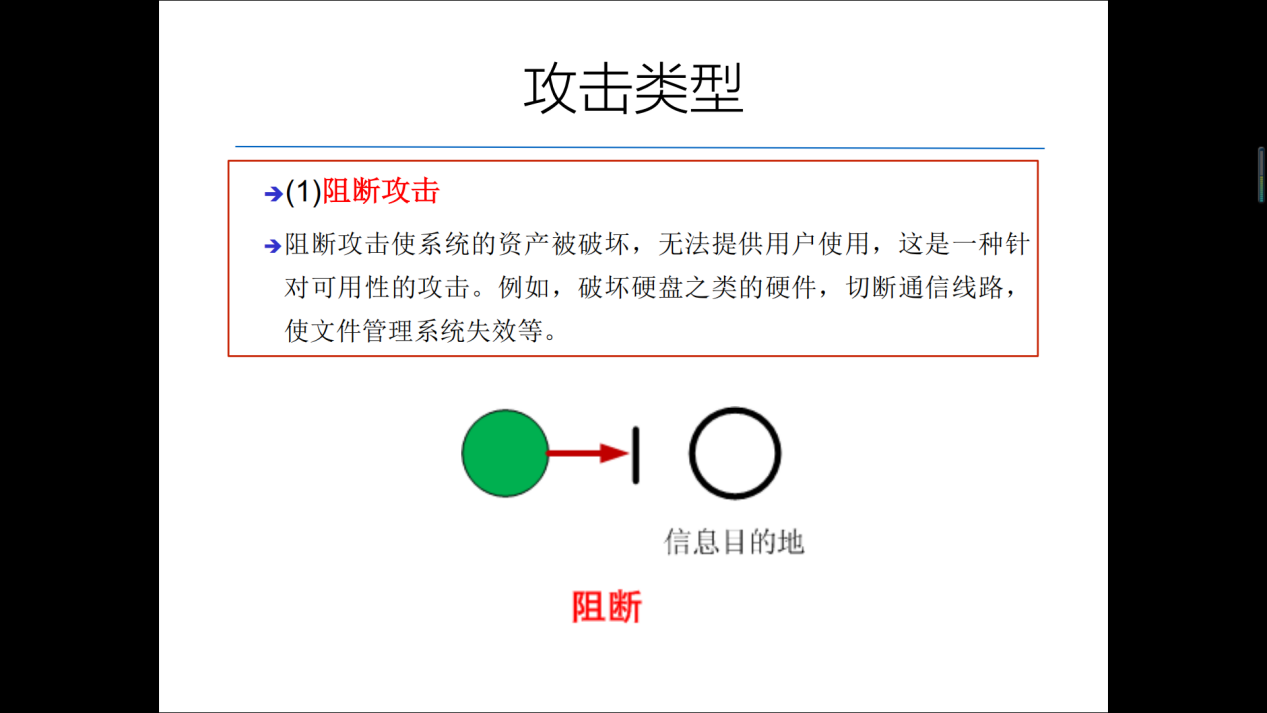 攻击类型
➔(1)阻断攻击
➔阻断攻击使系统的资产被破坏，无法提供用户使用，这是一种针
对可用性的攻击。例如，破坏硬盘之类的硬件，切断通信线路，
使文件管理系统失效等。
信息目的地
阻断